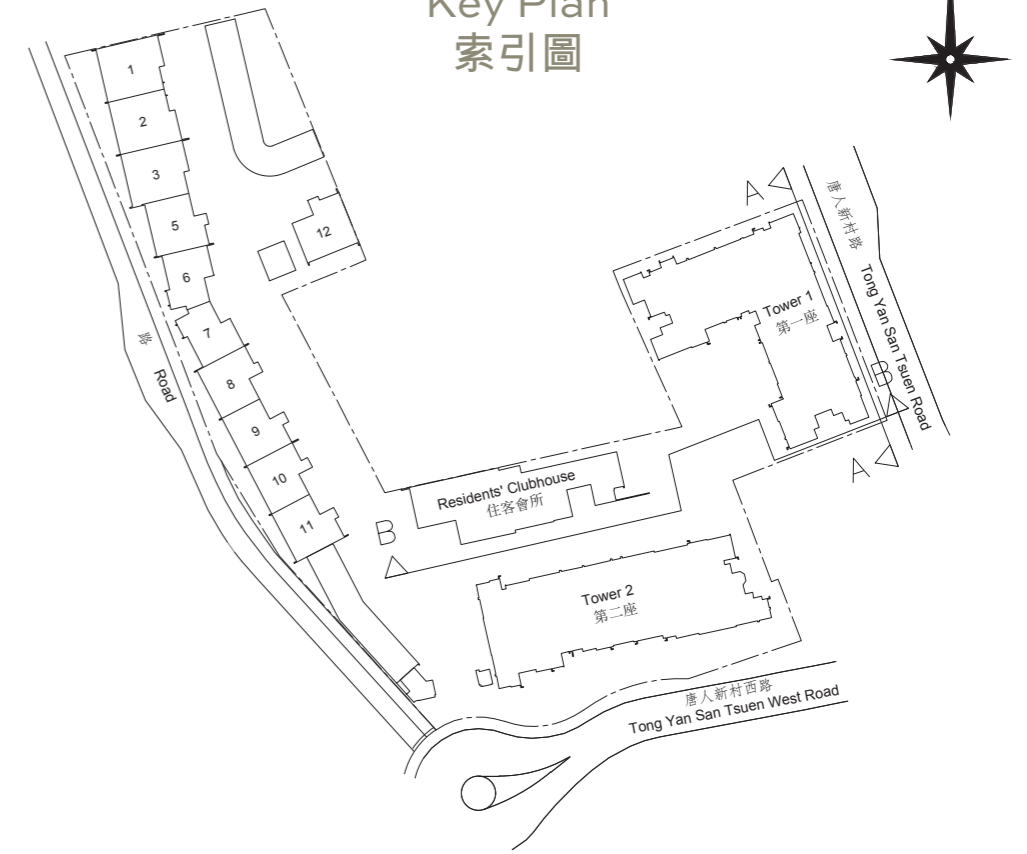 Key Plan
索引圖
1
2
3
5
6
7
8
9
10
11
12
路
Road
A
唐人新村路
Tong Yan San Tsuen Road
Tower 1
第一座
B
A
Residents' Clubhouse
住客會所
B
Tower 2
第二座
唐人新村西路
Tong Yan San Tsuen West Road